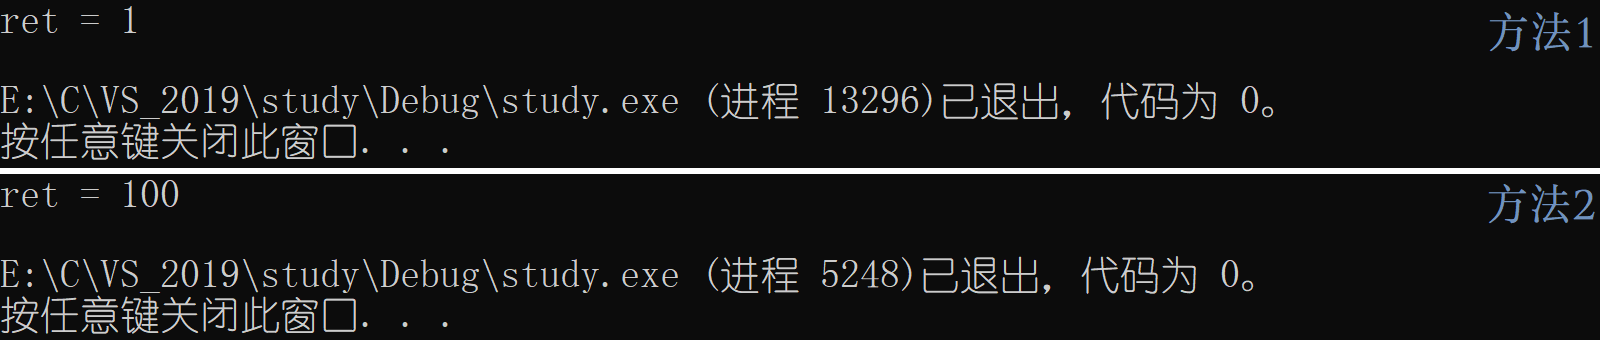 ret = 1
方法1
E:\C\VS_2019\study\Debug\study.exe (进程 13296)已退出，代码为 0。
按任意键关闭此窗口. . .
ret = 100
方法2
E:\C\VS_2019\study\Debug\study.exe (进程 5248)已退出，代码为 0。
按任意键关闭此窗口. . .